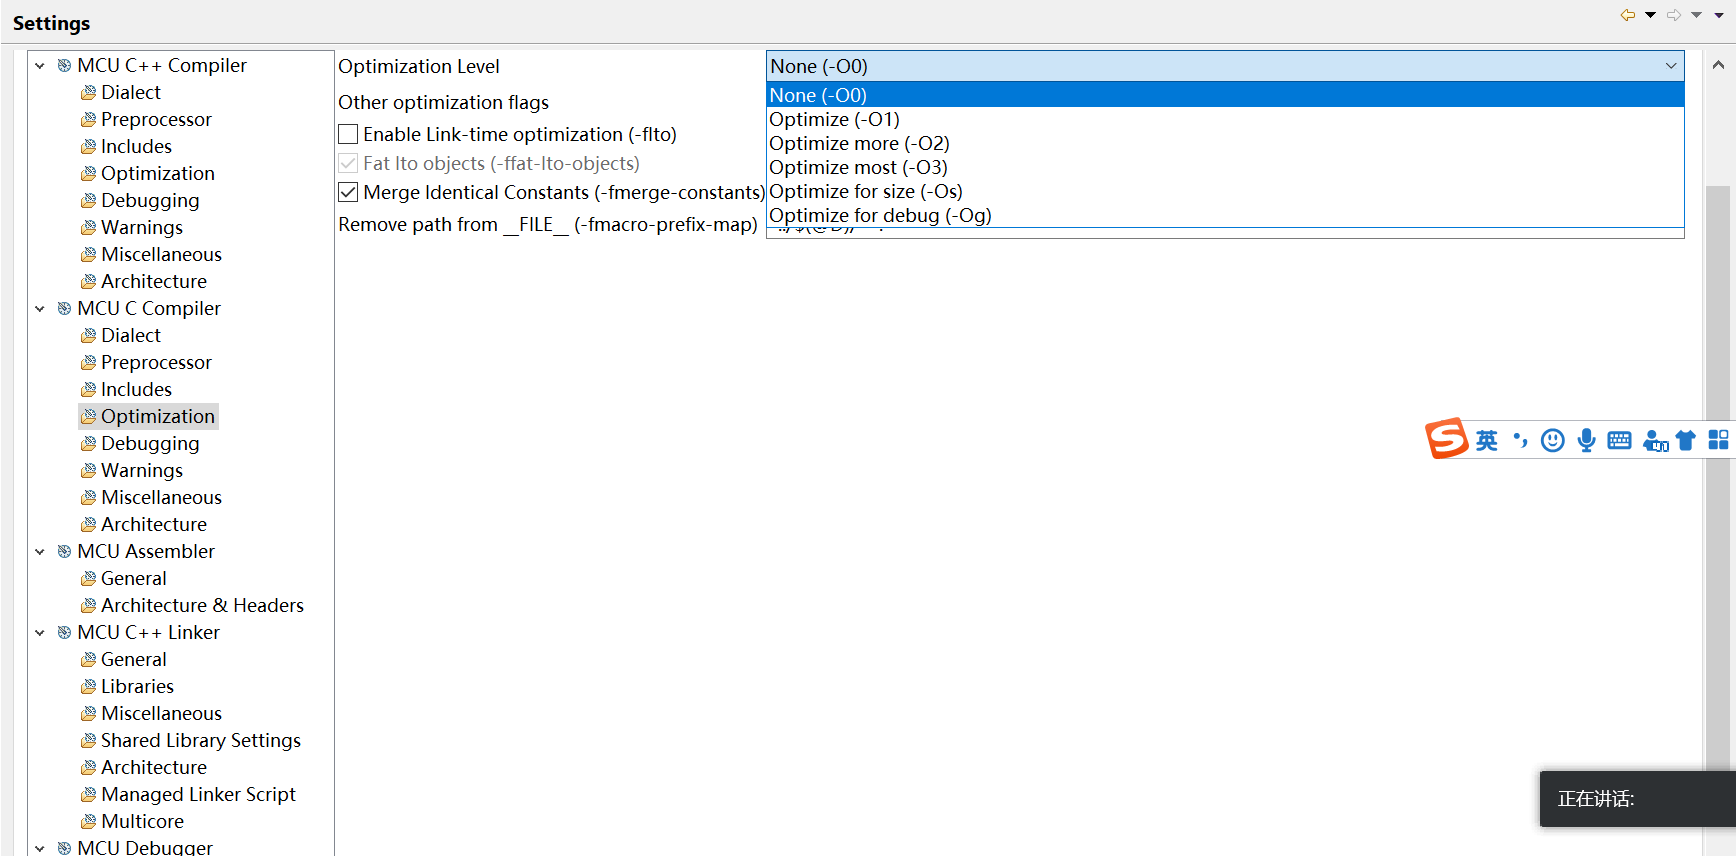 Settings
MCU C++ Compiler
Dialect
Preprocessor
Includes
Optimization
Debugging
Warnings
Miscellaneous
Architecture
MCU C Compiler
Dialect
Preprocessor
Includes
Optimization
Debugging
Warnings
Miscellaneous
Architecture
MCU Assembler
General
Architecture & Headers
MCU C++ Linker
General
Libraries
Miscellaneous
Shared Library Settings
Architecture
Managed Linker Script
Multicore
MCU Debugger
Optimization Level
None (-O0)
None (-O0)
Optimize (-O1)
Optimize more (-O2)
Optimize most (-O3)
Optimize for size (-Os)
Optimize for debug (-Og)
Other optimization flags
Enable Link-time optimization (-flto)
Fat lto objects (-ffat-lto-objects)
Merge Identical Constants (-fmerge-constants)
Remove path from __FILE__ (-fmacro-prefix-map)
英
正在讲话: